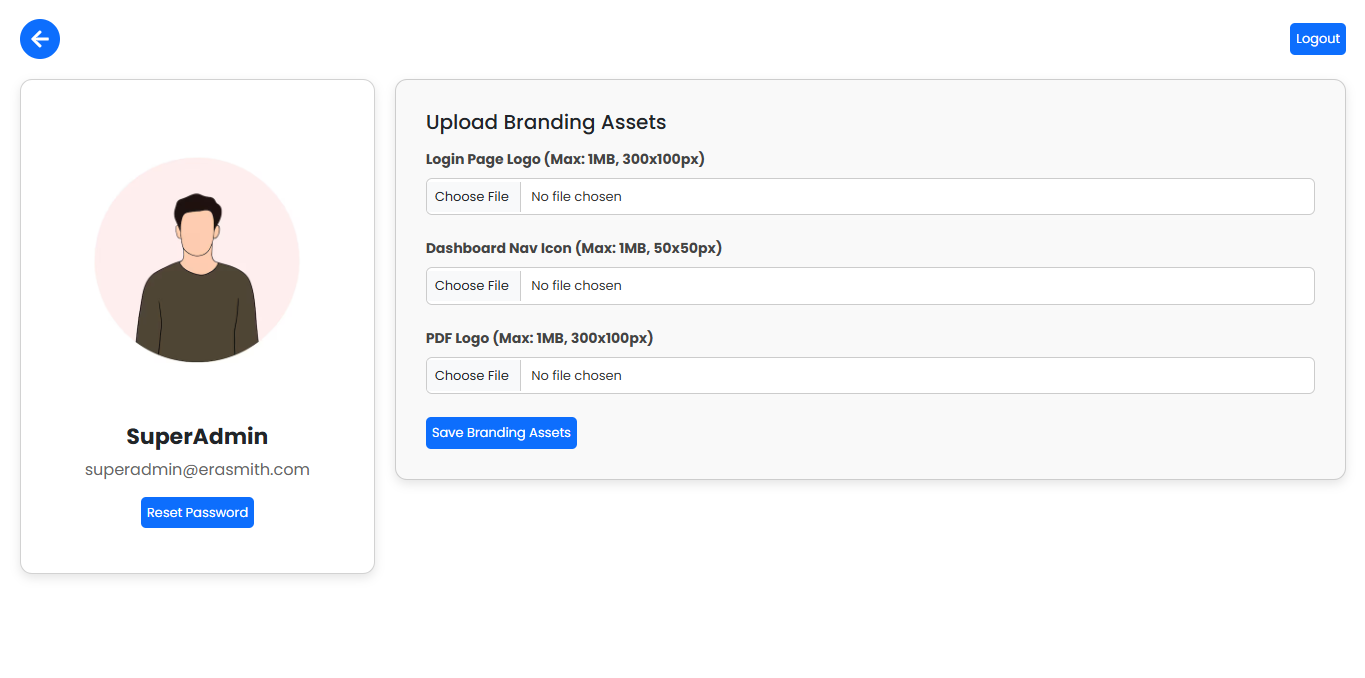 Logout
SuperAdmin
superadmin@erasmith.com
Reset Password
Upload Branding Assets
Login Page Logo (Max: 1MB, 300x100px)
Choose File No file chosen
Dashboard Nav Icon (Max: 1MB, 50x50px)
Choose File No file chosen
PDF Logo (Max: 1MB, 300x100px)
Choose File No file chosen
Save Branding Assets